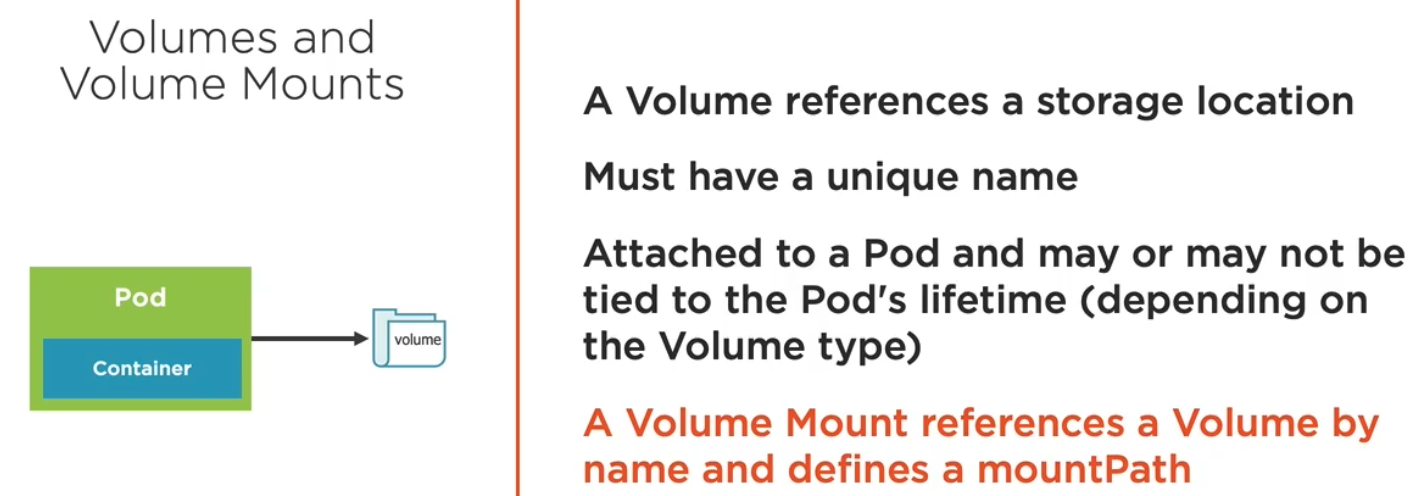 Volumes and
Volume Mounts
Pod
Container
volume
A Volume references a storage location
Must have a unique name
Attached to a Pod and may or may not be
tied to the Pod's lifetime (depending on
the Volume type)
A Volume Mount references a Volume by
name and defines a mountPath